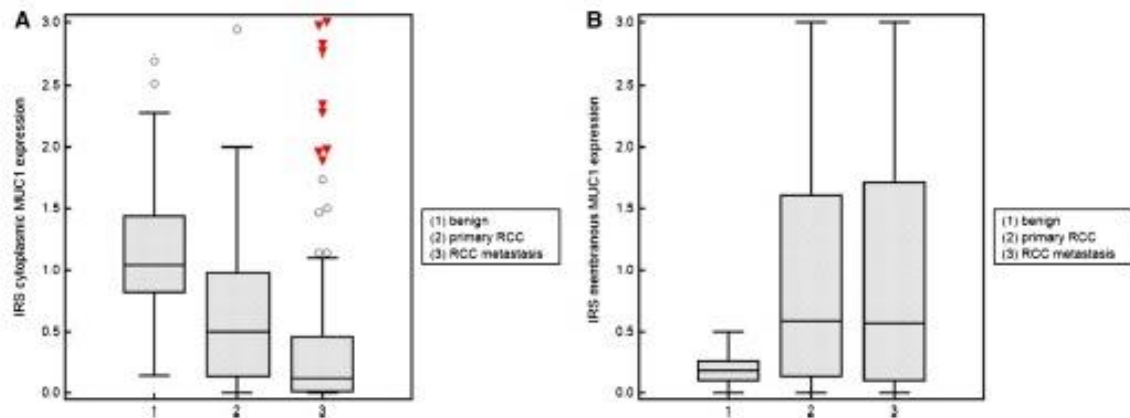 A
IRS cytoplasmic MUC1 expression
3.0
2.5
2.0
1.5
1.0
0.5
0.0
1 2 3
(1) benign
(2) primary RCC
(3) RCC metastasis
B
IRS membranous MUC1 expression
3.0
2.5
2.0
1.5
1.0
0.5
0.0
1 2 3
(1) benign
(2) primary RCC
(3) RCC metastasis